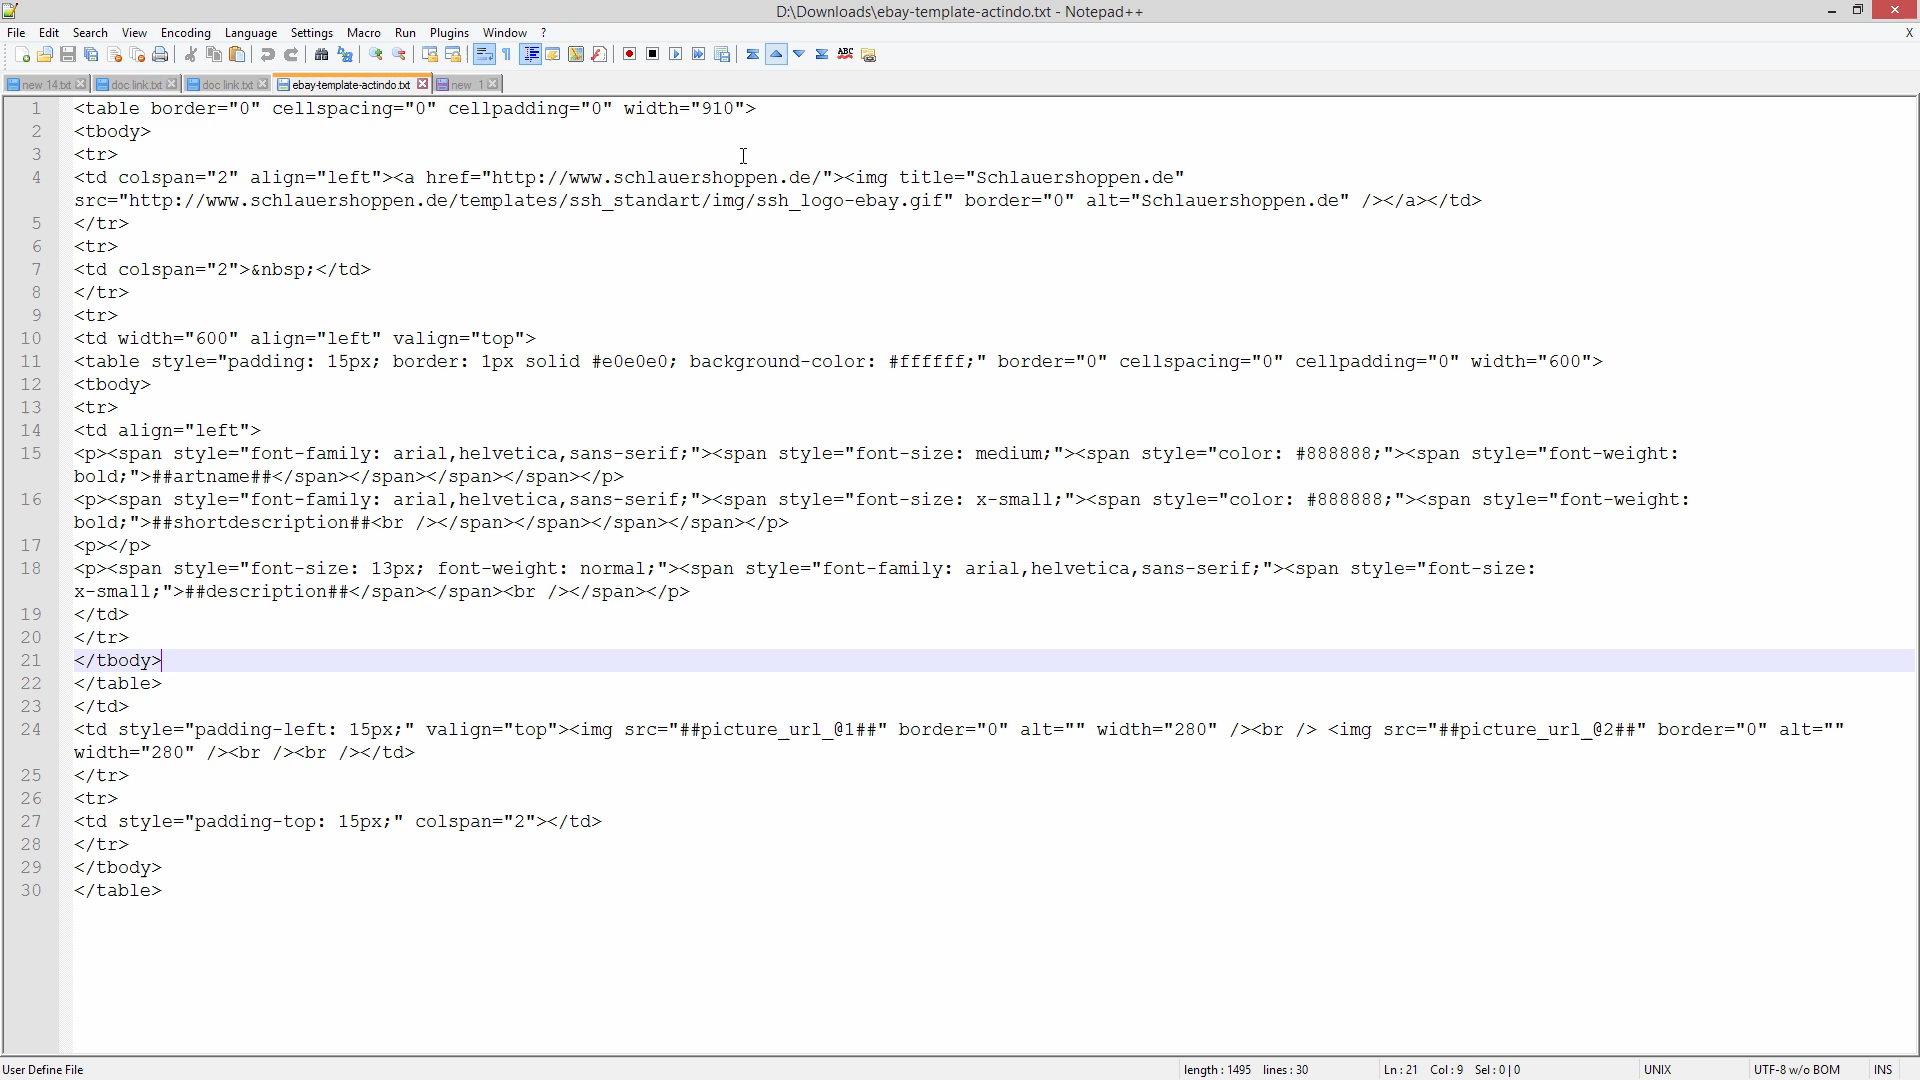 D:\Downloads\ebay-template-actindo.txt - Notepad++
File Edit Search View Encoding Language Settings Macro Run Plugins Window ? X
new 14.txt doc link.txt doc link.txt ebay-template-actindo.txt new 1
1 <table border="0" cellspacing="0" cellpadding="0" width="910">
2 <tbody>
3 <tr>
4 <td colspan="2" align="left"><a href="http://www.schlauershoppen.de/"><img title="Schlauershoppen.de"
src="http://www.schlauershoppen.de/templates/ssh_standart/img/ssh_logo-ebay.gif" border="0" alt="Schlauershoppen.de" /></a></td>
5 </tr>
6 <tr>
7 <td colspan="2">&nbsp;</td>
8 </tr>
9 <tr>
10 <td width="600" align="left" valign="top">
11 <table style="padding: 15px; border: 1px solid #e0e0e0; background-color: #ffffff;" border="0" cellspacing="0" cellpadding="0" width="600">
12 <tbody>
13 <tr>
14 <td align="left">
15 <p><span style="font-family: arial,helvetica,sans-serif;"><span style="font-size: medium;"><span style="color: #888888;"><span style="font-weight:
bold;">##artname##</span></span></span></span></p>
16 <p><span style="font-family: arial,helvetica,sans-serif;"><span style="font-size: x-small;"><span style="color: #888888;"><span style="font-weight:
bold;">##shortdescription##<br /></span></span></span></span></p>
17 <p></p>
18 <p><span style="font-size: 13px; font-weight: normal;"><span style="font-family: arial,helvetica,sans-serif;"><span style="font-size:
x-small;">##description##</span></span><br /></span></p>
19 </td>
20 </tr>
21 </tbody>
22 </table>
23 </td>
24 <td style="padding-left: 15px;" valign="top"><img src="##picture_url_@1##" border="0" alt="" width="280" /><br /> <img src="##picture_url_@2##" border="0" alt=""
width="280" /><br /><br /></td>
25 </tr>
26 <tr>
27 <td style="padding-top: 15px;" colspan="2"></td>
28 </tr>
29 </tbody>
30 </table>
User Define File length : 1495 lines : 30 Ln : 21 Col : 9 Sel : 0 | 0 UNIX UTF-8 w/o BOM INS